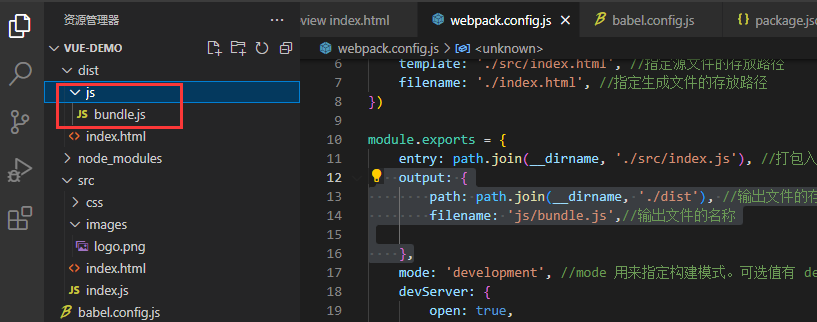 资源管理器
VUE-DEMO
dist
js
JS bundle.js
<> index.html
node_modules
src
css
images
logo.png
<> index.html
JS index.js
babel.config.js
view index.html
webpack.config.js
babel.config.js
package.js
webpack.config.js > <unknown>
6 template: './src/index.html', //指定源文件的存放路径
7 filename: './index.html', //指定生成文件的存放路径
8 })
9
10 module.exports = {
11 entry: path.join(__dirname, './src/index.js'), //打包入
12 output: {
13 path: path.join(__dirname, './dist'), //输出文件的存
14 filename: 'js/bundle.js',//输出文件的名称
15
16 },
17 mode: 'development', //mode 用来指定构建模式。可选值有 de
18 devServer: {
19 open: true,